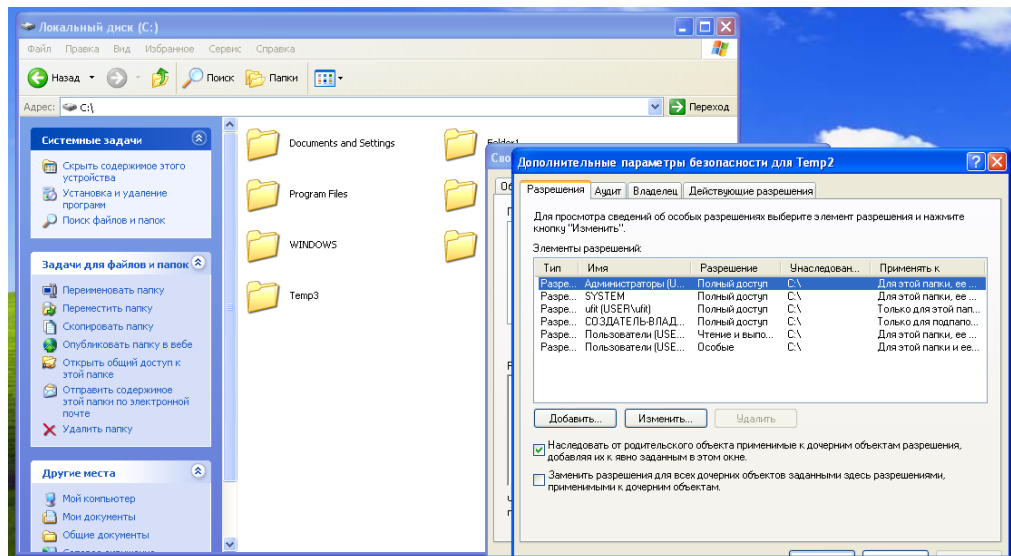 Локальный диск (C:)
Файл Правка Вид Избранное Сервис Справка
Назад Поиск Папки
Адрес: C:\ Переход
Системные задачи
Скрыть содержимое этого
устройства
Установка и удаление
программ
Поиск файлов и папок
Задачи для файлов и папок
Переименовать папку
Переместить папку
Скопировать папку
Опубликовать папку в вебе
Открыть общий доступ к
этой папке
Отправить содержимое
этой папки по электронной
почте
Удалить папку
Другие места
Мой компьютер
Мои документы
Общие документы
Documents and Settings
Program Files
WINDOWS
Temp3
Дополнительные параметры безопасности для Temp2
Разрешения Аудит Владелец Действующие разрешения
Для просмотра сведений об особых разрешениях выберите элемент разрешения и нажмите
кнопку "Изменить".
Элементы разрешений:
Тип Имя Разрешение Унаследован... Применять к
Разре... Администраторы (U... Полный доступ C:\ Для этой папки, ее ...
Разре... SYSTEM Полный доступ C:\ Для этой папки, ее ...
Разре... ufit (USER\ufit) Полный доступ C:\ Только для этой пап...
Разре... СОЗДАТЕЛЬ-ВЛАД... Полный доступ C:\ Только для подпапо...
Разре... Пользователи (USE... Чтение и выпо... C:\ Для этой папки, ее ...
Разре... Пользователи (USE... Особые C:\ Для этой папки и ее...
Добавить... Изменить... Удалить
Наследовать от родительского объекта применимые к дочерним объектам разрешения,
добавляя их к явно заданным в этом окне.
Заменить разрешения для всех дочерних объектов заданными здесь разрешениями,
применимыми к дочерним объектам.